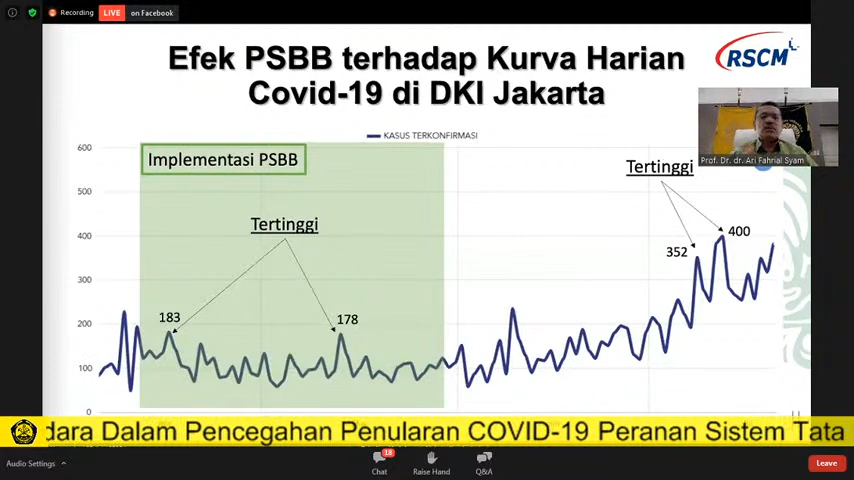 Recording
LIVE
on Facebook
Efek PSBB terhadap Kurva Harian
Covid-19 di DKI Jakarta
RSCM
Prof. Dr. dr. Ari Fahrial Syam
KASUS TERKONFIRMASI
600
500
400
300
200
100
0
Implementasi PSBB
Tertinggi
183
178
Tertinggi
352
400
dara Dalam Pencegahan Penularan COVID-19 Peranan Sistem Tata
Audio Settings
18
Chat
Raise Hand
Q&A
Leave